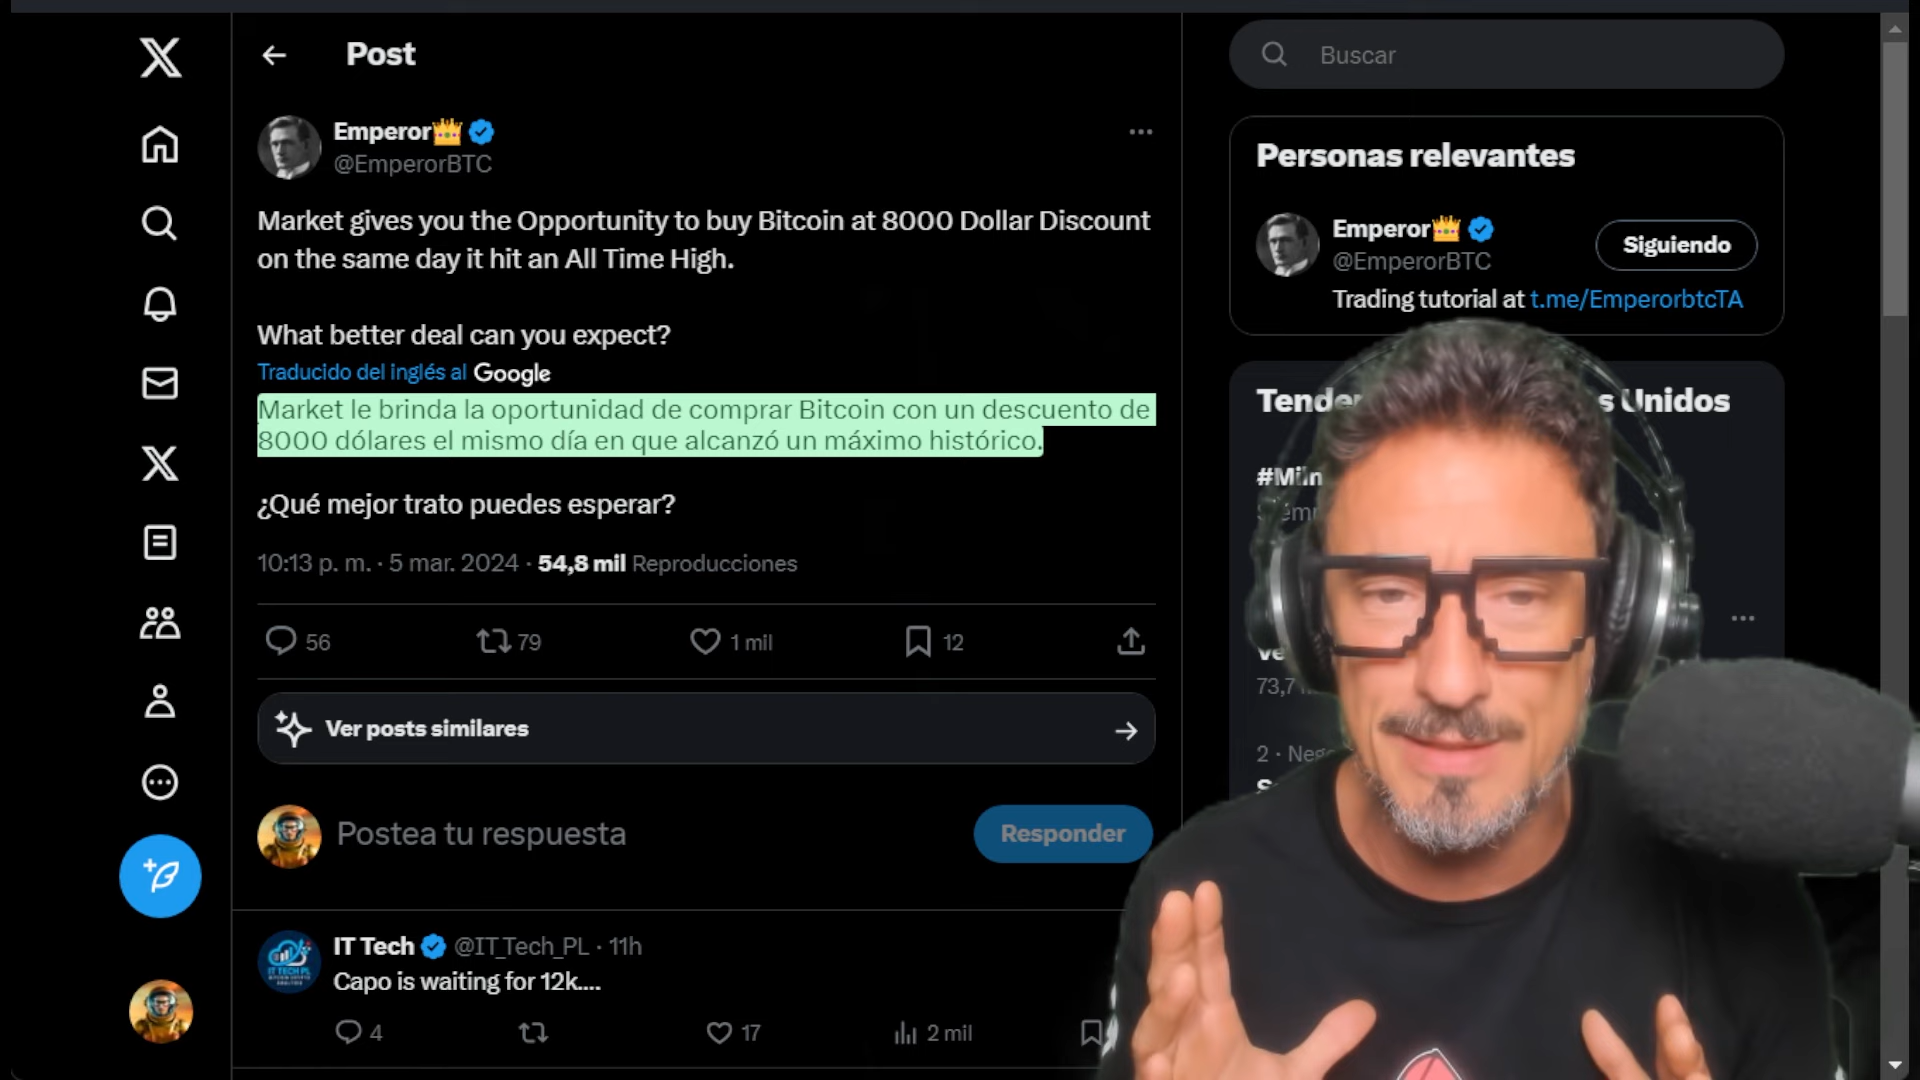 Post
Buscar
Emperor👑
@EmperorBTC
Market gives you the Opportunity to buy Bitcoin at 8000 Dollar Discount
on the same day it hit an All Time High.
What better deal can you expect?
Traducido del inglés al Google
Market le brinda la oportunidad de comprar Bitcoin con un descuento de
8000 dólares el mismo día en que alcanzó un máximo histórico.
¿Qué mejor trato puedes esperar?
10:13 p. m. · 5 mar. 2024 · 54,8 mil Reproducciones
56 79 1 mil 12
Ver posts similares
Postea tu respuesta
Responder
IT Tech @IT_Tech_PL · 11h
Capo is waiting for 12k....
4 17 2 mil
Personas relevantes
Emperor👑
@EmperorBTC
Siguiendo
Trading tutorial at t.me/EmperorbtcTA
Unidos
73,7
2 ·